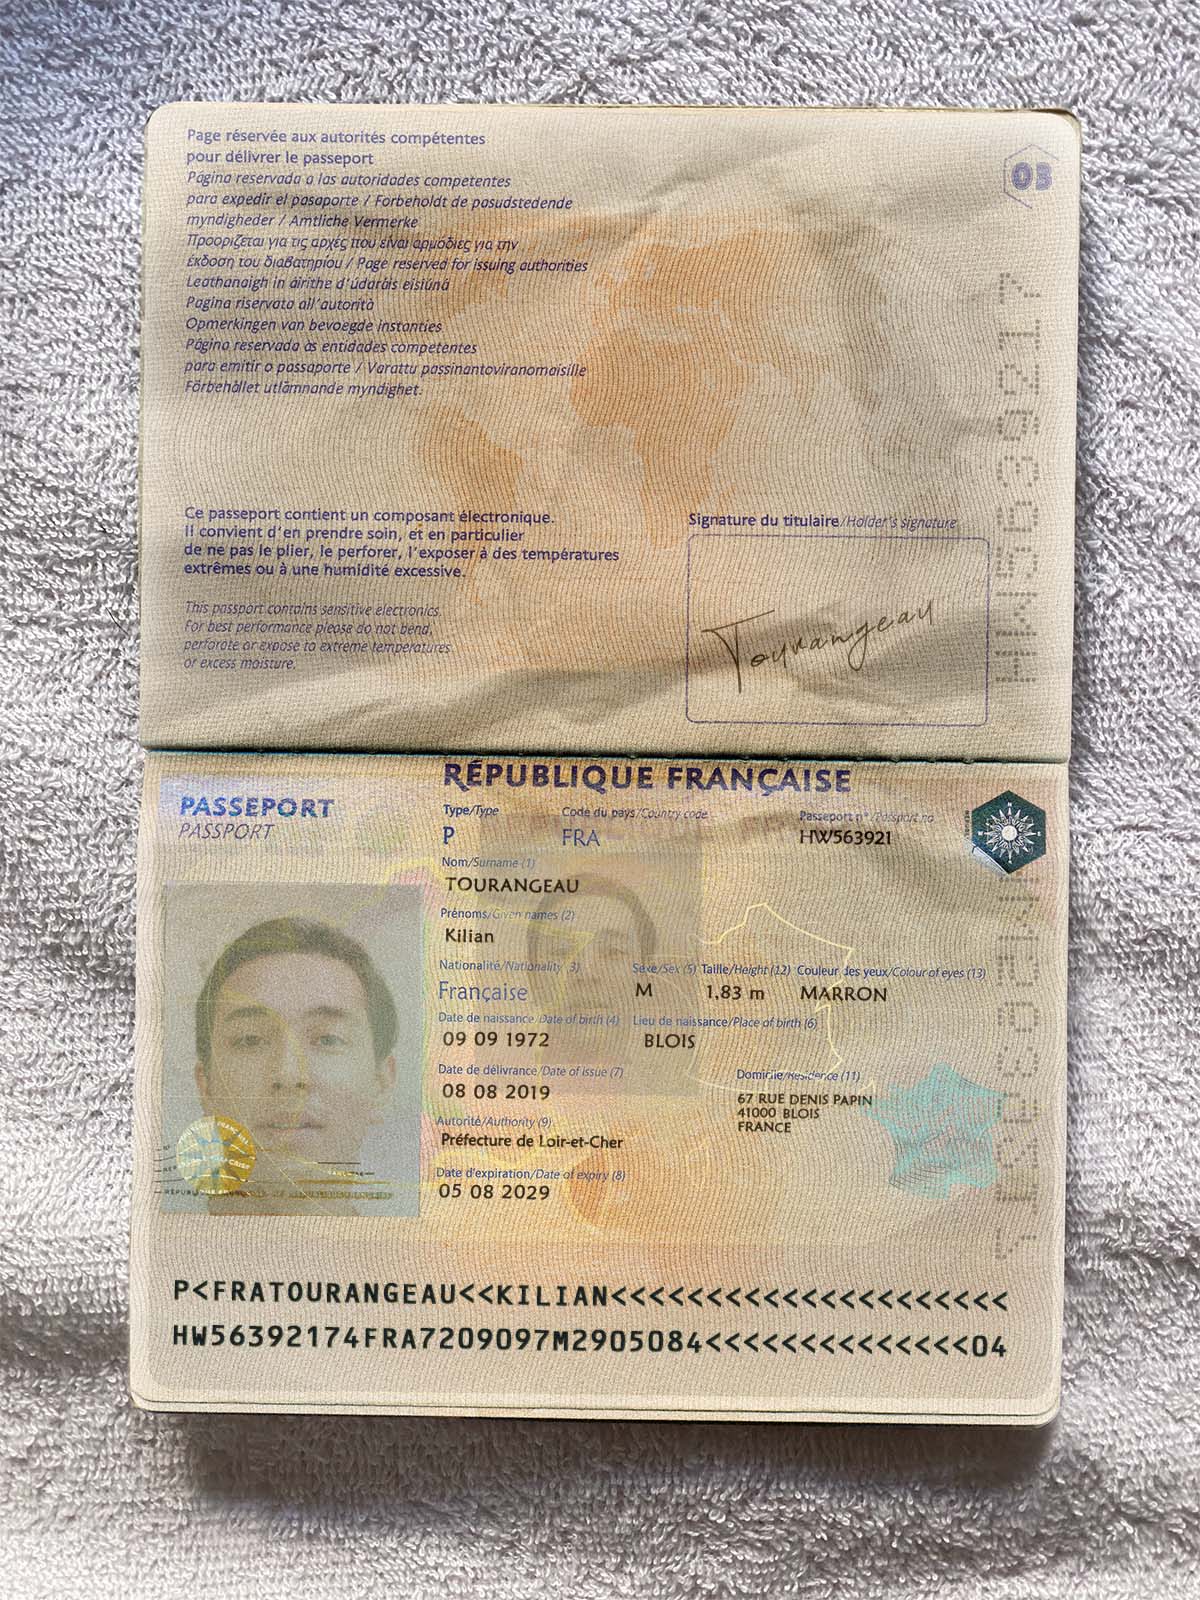 Page réservée aux autorités compétentes
pour délivrer le passeport
Pagina reservada a las autoridades competentes
para expedir el pasaporte / Forbeholdt de pasudstedende
myndigheder / Amtliche Vermerke
Προορίζεται για τις αρχές που είναι αρμόδιες για την
έκδοση του διαβατηρίου / Page reserved for issuing authorities
Leathanaigh in áirithe d'údaráis eisiúna
Pagina riservata all'autorità
Opmerkingen van bevoegde instanties
Página reservada às entidades competentes
para emitir o passaporte / Varattu passinantoviranomaisille
Förbehållet utlämnande myndighet.
03
Ce passeport contient un composant électronique.
Il convient d'en prendre soin, et en particulier
de ne pas le plier, le perforer, l'exposer à des températures
extrêmes ou à une humidité excessive.
This passport contains sensitive electronics.
For best performance please do not bend,
perforate or expose to extreme temperatures
or excess moisture.
Signature du titulaire/Holder's signature
Tourangeau
RÉPUBLIQUE FRANÇAISE
PASSEPORT
PASSPORT
Type/Type Code du pays/Country code Passeport n°/Passport no
P FRA HW563921
Nom/Surname (1)
TOURANGEAU
Prénoms/Given names (2)
Kilian
Nationalité/Nationality (3) Sexe/Sex (5) Taille/Height (12) Couleur des yeux/Colour of eyes (13)
Française M 1,83 m MARRON
Date de naissance/Date of birth (4) Lieu de naissance/Place of birth (6)
09 09 1972 BLOIS
Date de délivrance/Date of issue (7) Domicile/Residence (11)
08 08 2019 67 RUE DENIS PAPIN
41000 BLOIS
FRANCE
Autorité/Authority (9)
Préfecture de Loir-et-Cher
Date d'expiration/Date of expiry (8)
05 08 2029
P<FRATOURANGEAU<<KILIAN<<<<<<<<<<<<<<<<<<<<<
HW56392174FRA7209097M2905084<<<<<<<<<<<<<<04